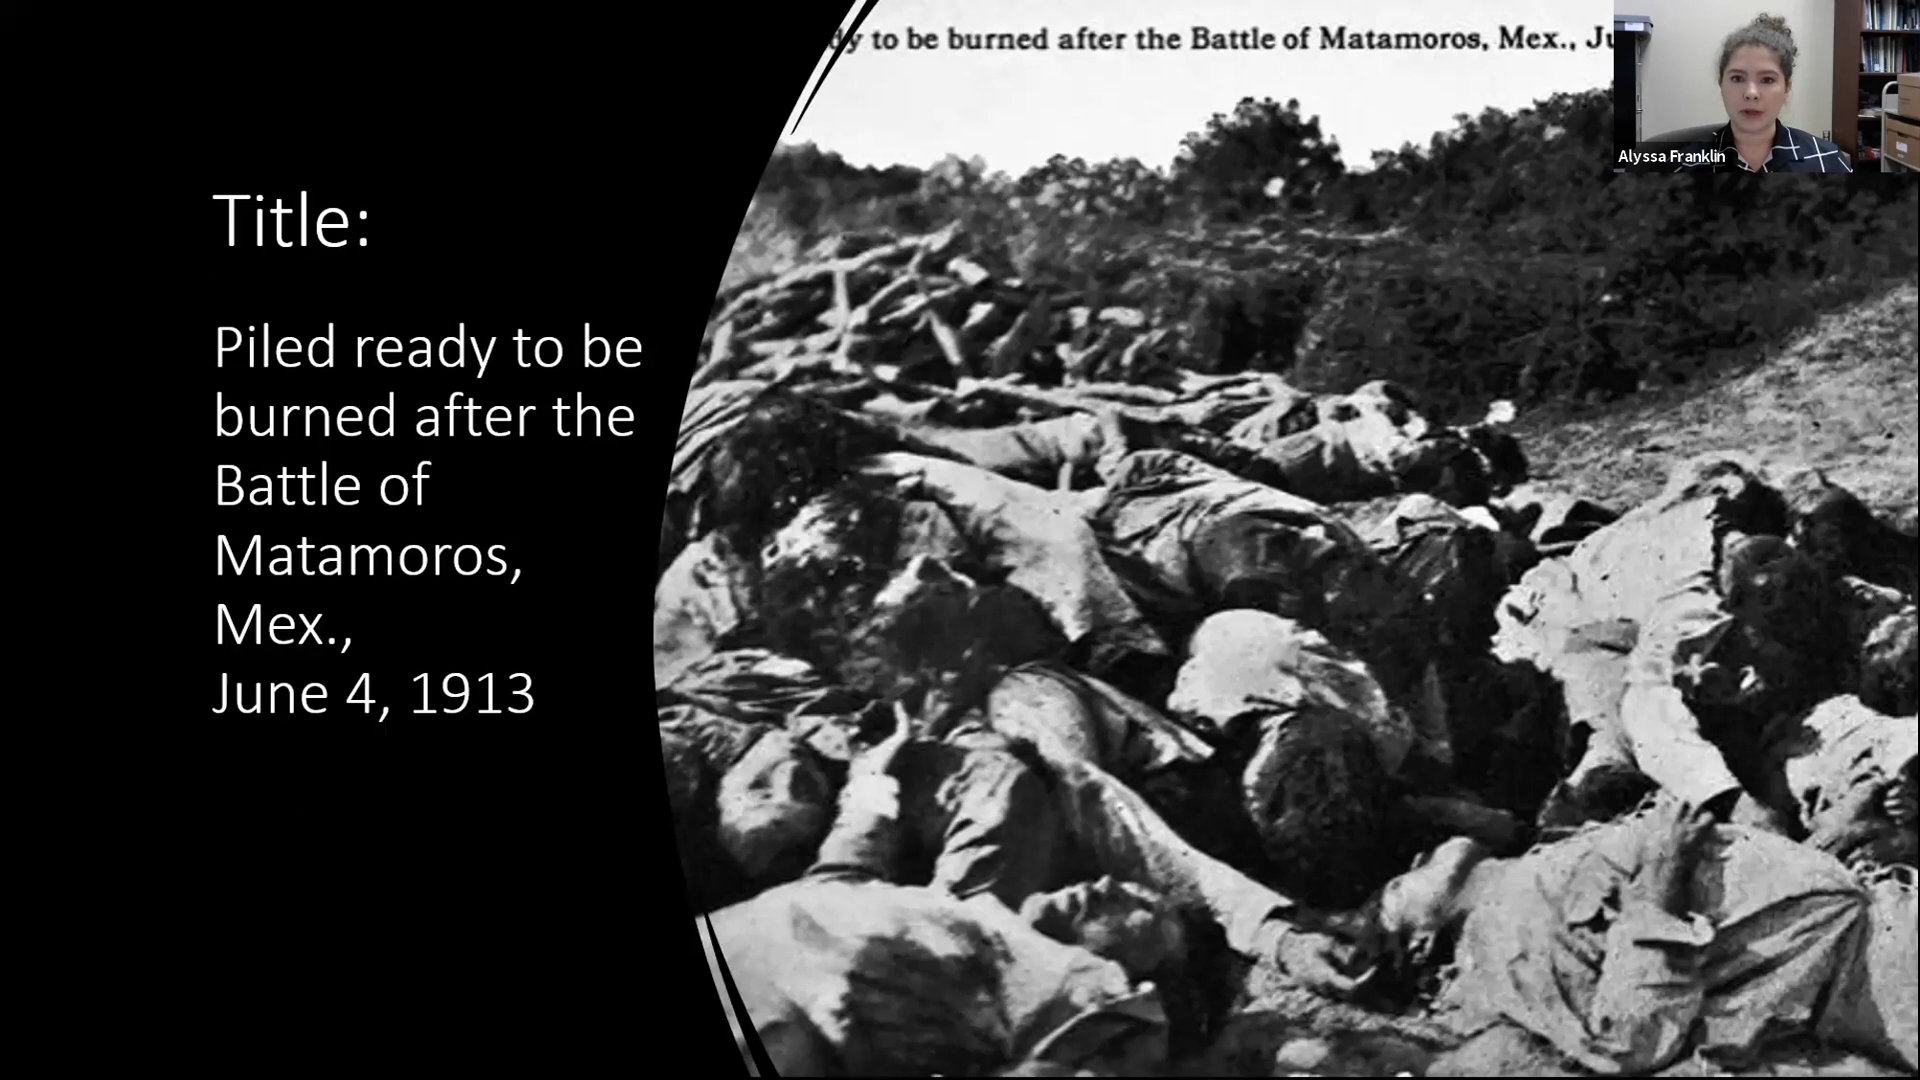 Title:
Piled ready to be
burned after the
Battle of
Matamoros,
Mex.,
June 4, 1913
to be burned after the Battle of Matamoros, Mex.,
Alyssa Franklin